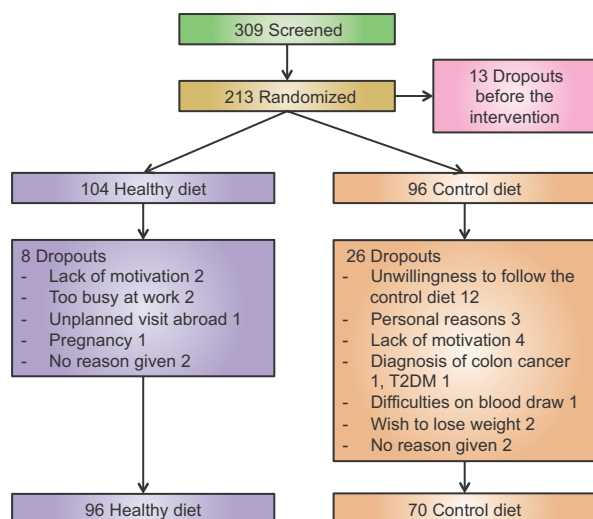 309 Screened
213 Randomized
13 Dropouts
before the
intervention
104 Healthy diet
96 Control diet
8 Dropouts
- Lack of motivation 2
- Too busy at work 2
- Unplanned visit abroad 1
- Pregnancy 1
- No reason given 2
26 Dropouts
- Unwillingness to follow the
control diet 12
- Personal reasons 3
- Lack of motivation 4
- Diagnosis of colon cancer
1, T2DM 1
- Difficulties on blood draw 1
- Wish to lose weight 2
- No reason given 2
96 Healthy diet
70 Control diet